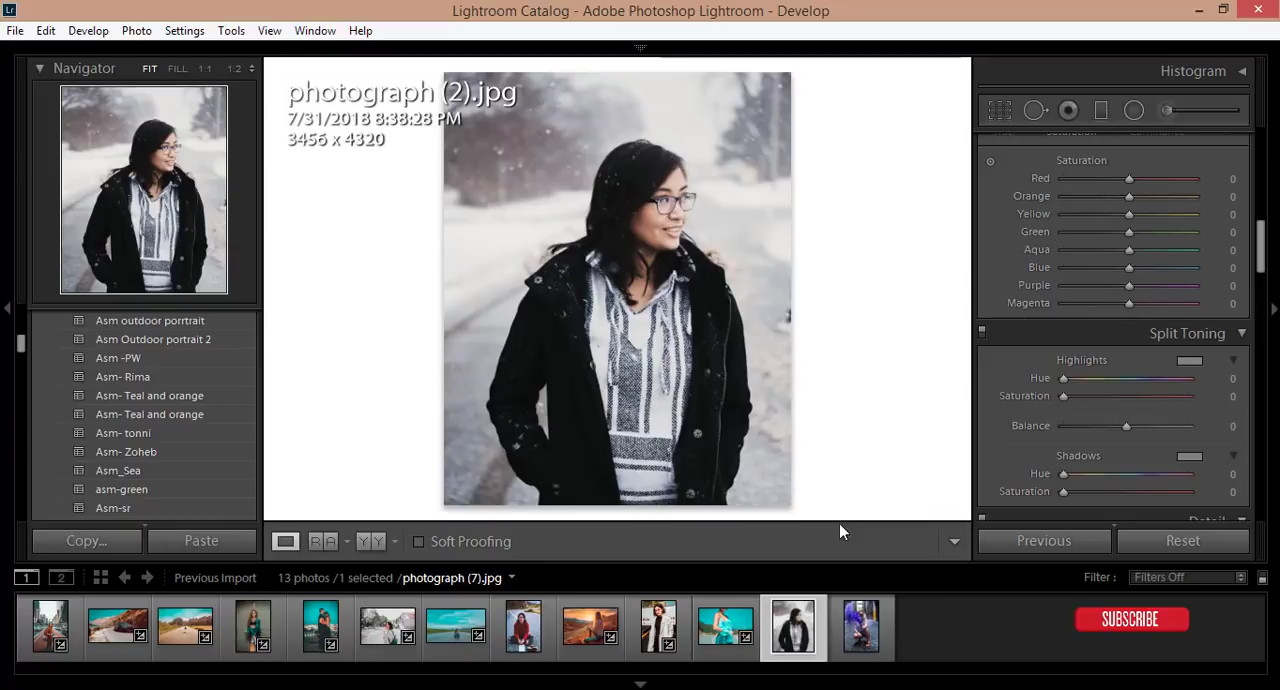 Lr
Lightroom Catalog - Adobe Photoshop Lightroom - Develop
File Edit Develop Photo Settings Tools View Window Help
Navigator FIT FILL 1:1 1:2
Histogram
photograph (2).jpg
7/31/2018 8:38:28 PM
3456 x 4320
Saturation
Red 0
Orange 0
Yellow 0
Green 0
Aqua 0
Blue 0
Purple 0
Magenta 0
Split Toning
Highlights
Hue 0
Saturation 0
Balance 0
Shadows
Hue 0
Saturation 0
Detail
Asm outdoor portrait
Asm Outdoor portrait 2
Asm -PW
Asm- Rima
Asm- Teal and orange
Asm- Teal and orange
Asm- tonni
Asm- Zoheb
Asm_Sea
asm-green
Asm-sr
Copy... Paste
R A Y Y Soft Proofing
Previous Reset
1 2 Previous Import 13 photos /1 selected /photograph (7).jpg
Filter : Filters Off
SUBSCRIBE